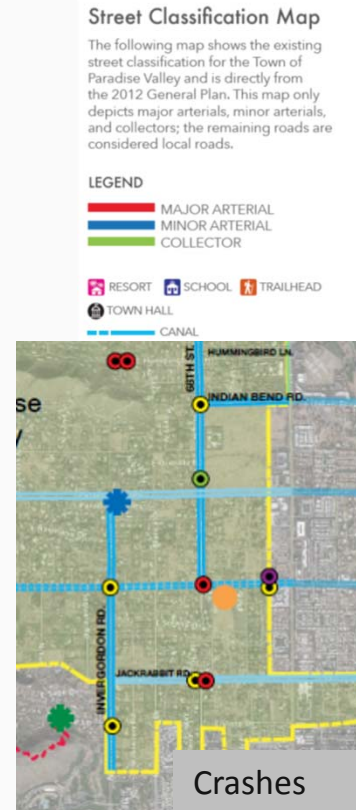 Street Classification Map
The following map shows the existing
street classification for the Town of
Paradise Valley and is directly from
the 2012 General Plan. This map only
depicts major arterials, minor arterials,
and collectors; the remaining roads are
considered local roads.
LEGEND
MAJOR ARTERIAL
MINOR ARTERIAL
COLLECTOR
RESORT SCHOOL TRAILHEAD
TOWN HALL
CANAL
68TH ST.
HUMMINGBIRD LN.
INDIAN BEND RD.
se
y
INVERGORDON RD.
JACKRABBIT RD.
Crashes